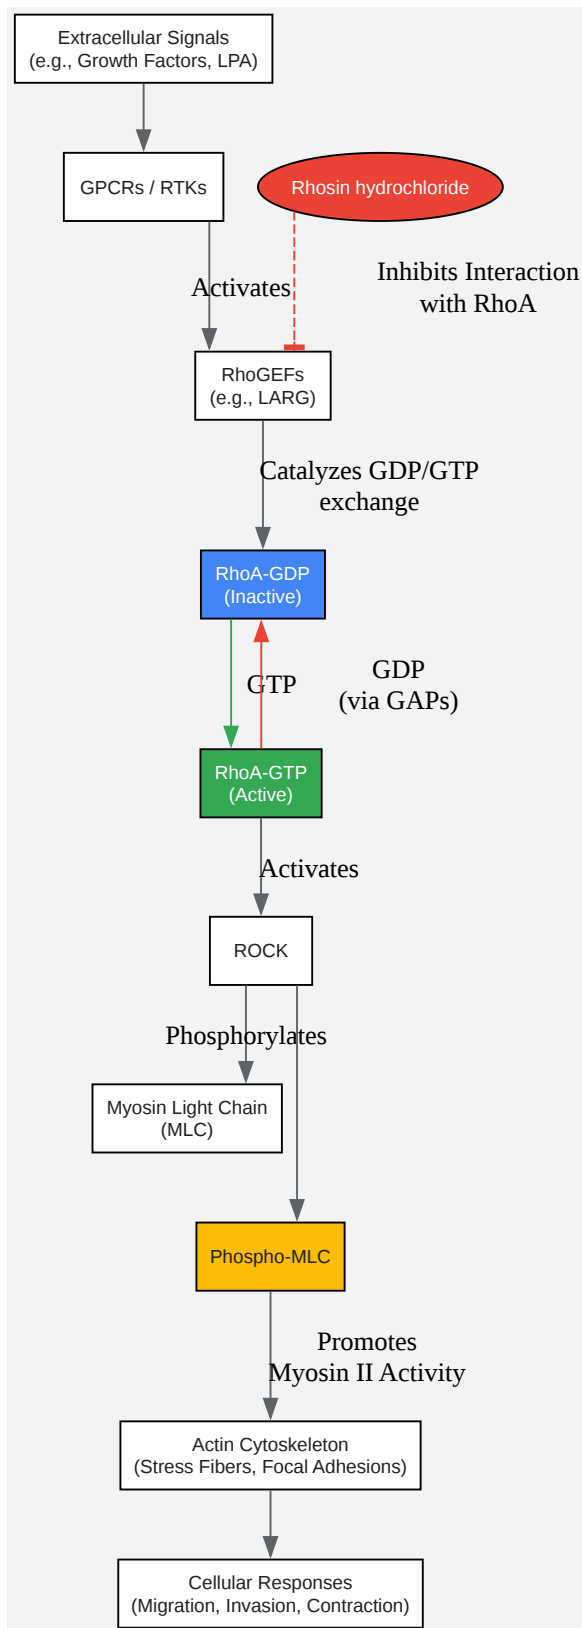 Extracellular Signals
(e.g., Growth Factors, LPA)
GPCRs / RTKs
Rhosin hydrochloride
Activates
Inhibits Interaction
with RhoA
RhoGEFs
(e.g., LARG)
Catalyzes GDP/GTP
exchange
RhoA-GDP
(Inactive)
GTP
GDP
(via GAPs)
RhoA-GTP
(Active)
Activates
ROCK
Phosphorylates
Myosin Light Chain
(MLC)
Phospho-MLC
Promotes
Myosin II Activity
Actin Cytoskeleton
(Stress Fibers, Focal Adhesions)
Cellular Responses
(Migration, Invasion, Contraction)